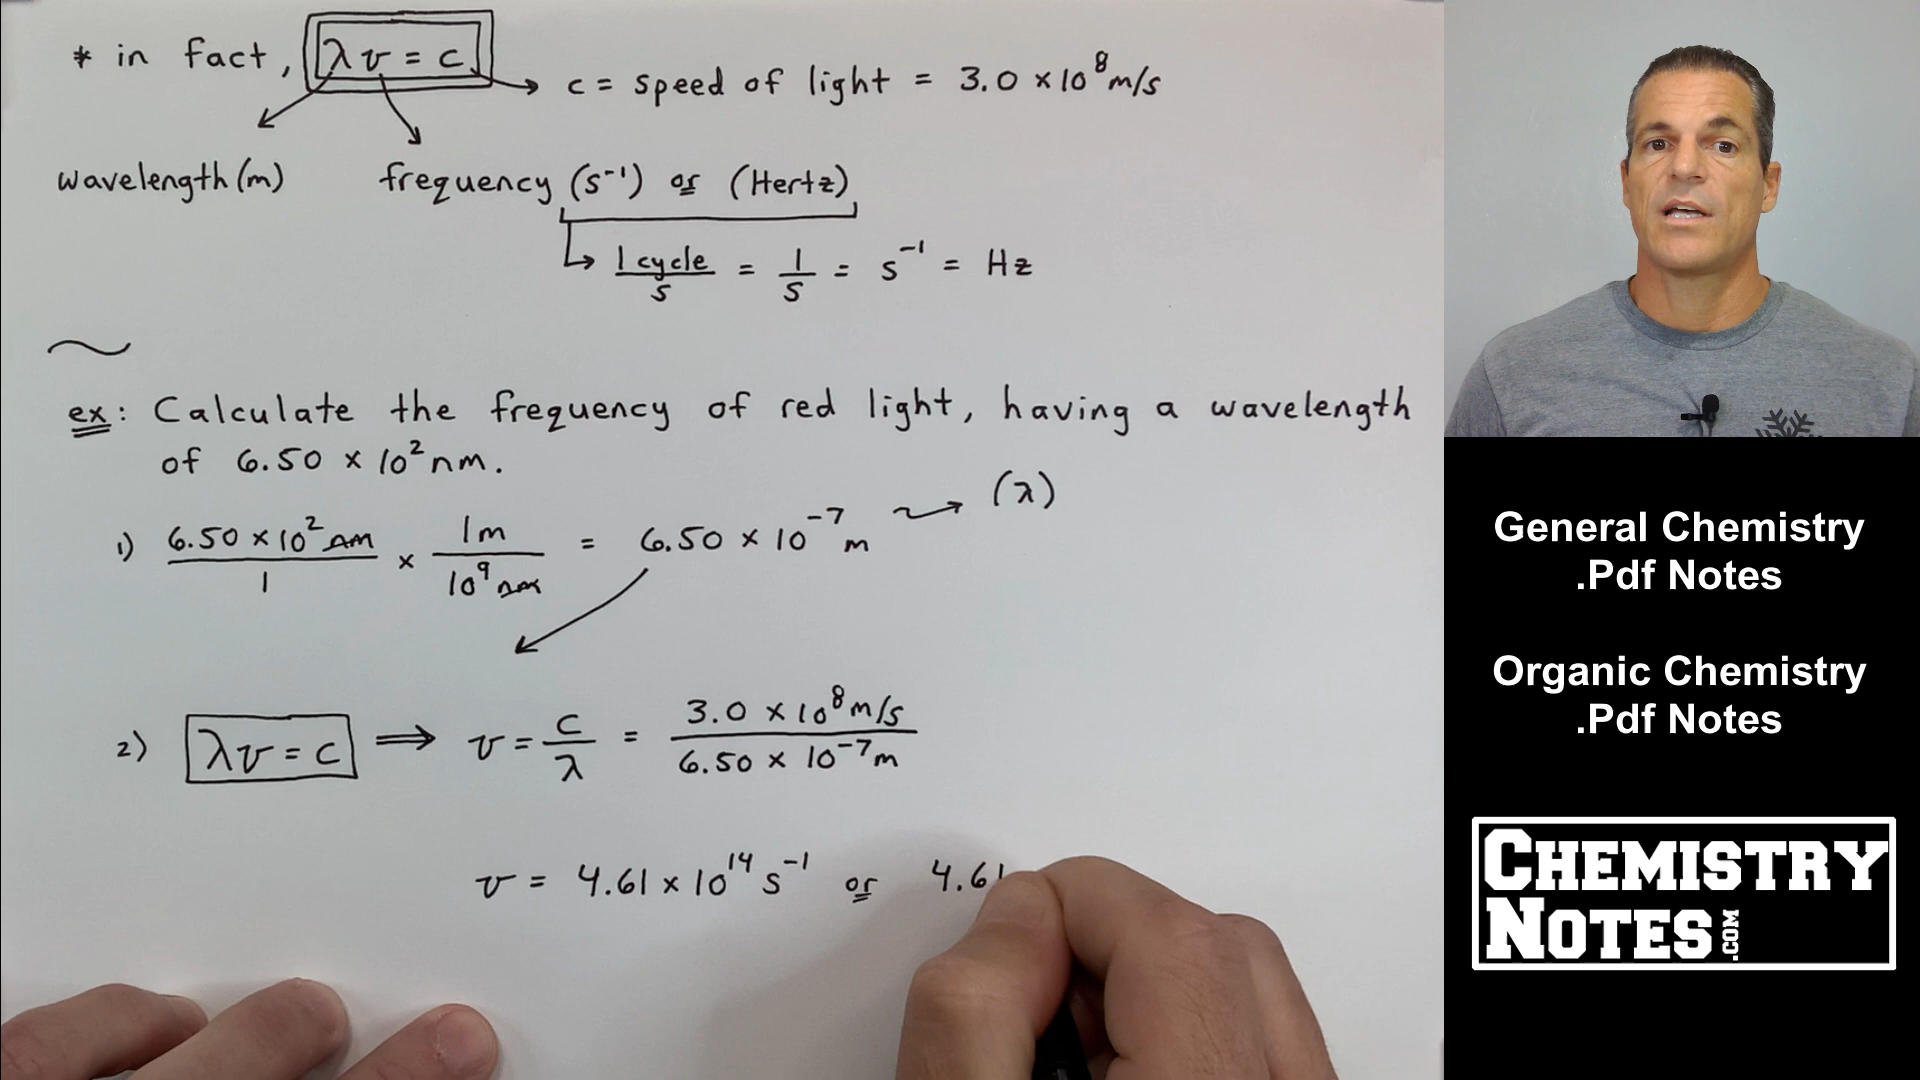 * in fact, λν = c
c = speed of light = 3.0 × 10⁸ m/s
wavelength (m)
frequency (s⁻¹) or (Hertz)
1 cycle/s = 1/s = s⁻¹ = Hz
ex: Calculate the frequency of red light, having a wavelength
of 6.50 × 10² nm.
1) 6.50 × 10² nm/1 × 1m/10⁹ nm = 6.50 × 10⁻⁷ m (λ)
2) λν = c ⟹ ν = c/λ = 3.0 × 10⁸ m/s / 6.50 × 10⁻⁷ m
ν = 4.61 × 10¹⁴ s⁻¹ or 4.61
General Chemistry
.Pdf Notes
Organic Chemistry
.Pdf Notes
CHEMISTRY
NOTES.COM